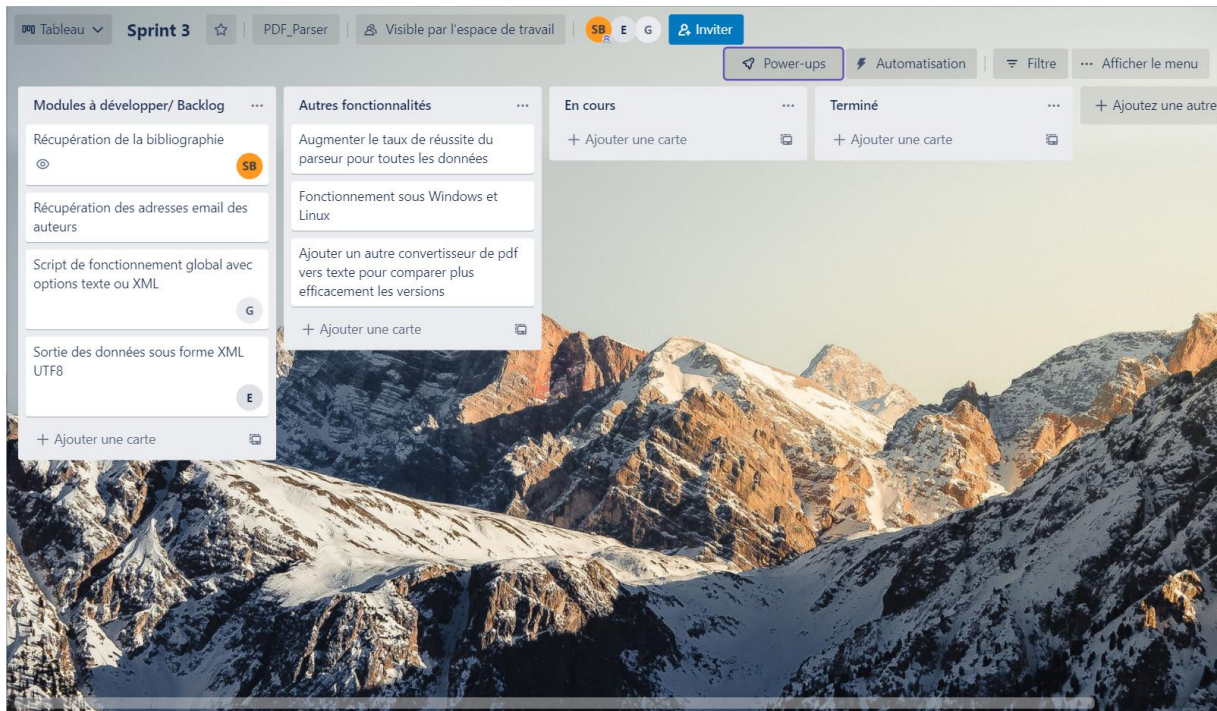 Tableau
Sprint 3
PDF_Parser
Visible par l'espace de travail
SB
E
G
Inviter
Power-ups
Automatisation
Filtre
Afficher le menu
Modules à développer/ Backlog
Récupération de la bibliographie
SB
Récupération des adresses email des
auteurs
Script de fonctionnement global avec
options texte ou XML
G
Sortie des données sous forme XML
UTF8
E
+ Ajouter une carte
Autres fonctionnalités
Augmenter le taux de réussite du
parseur pour toutes les données
Fonctionnement sous Windows et
Linux
Ajouter un autre convertisseur de pdf
vers texte pour comparer plus
efficacement les versions
+ Ajouter une carte
En cours
+ Ajouter une carte
Terminé
+ Ajouter une carte
+ Ajoutez une autre